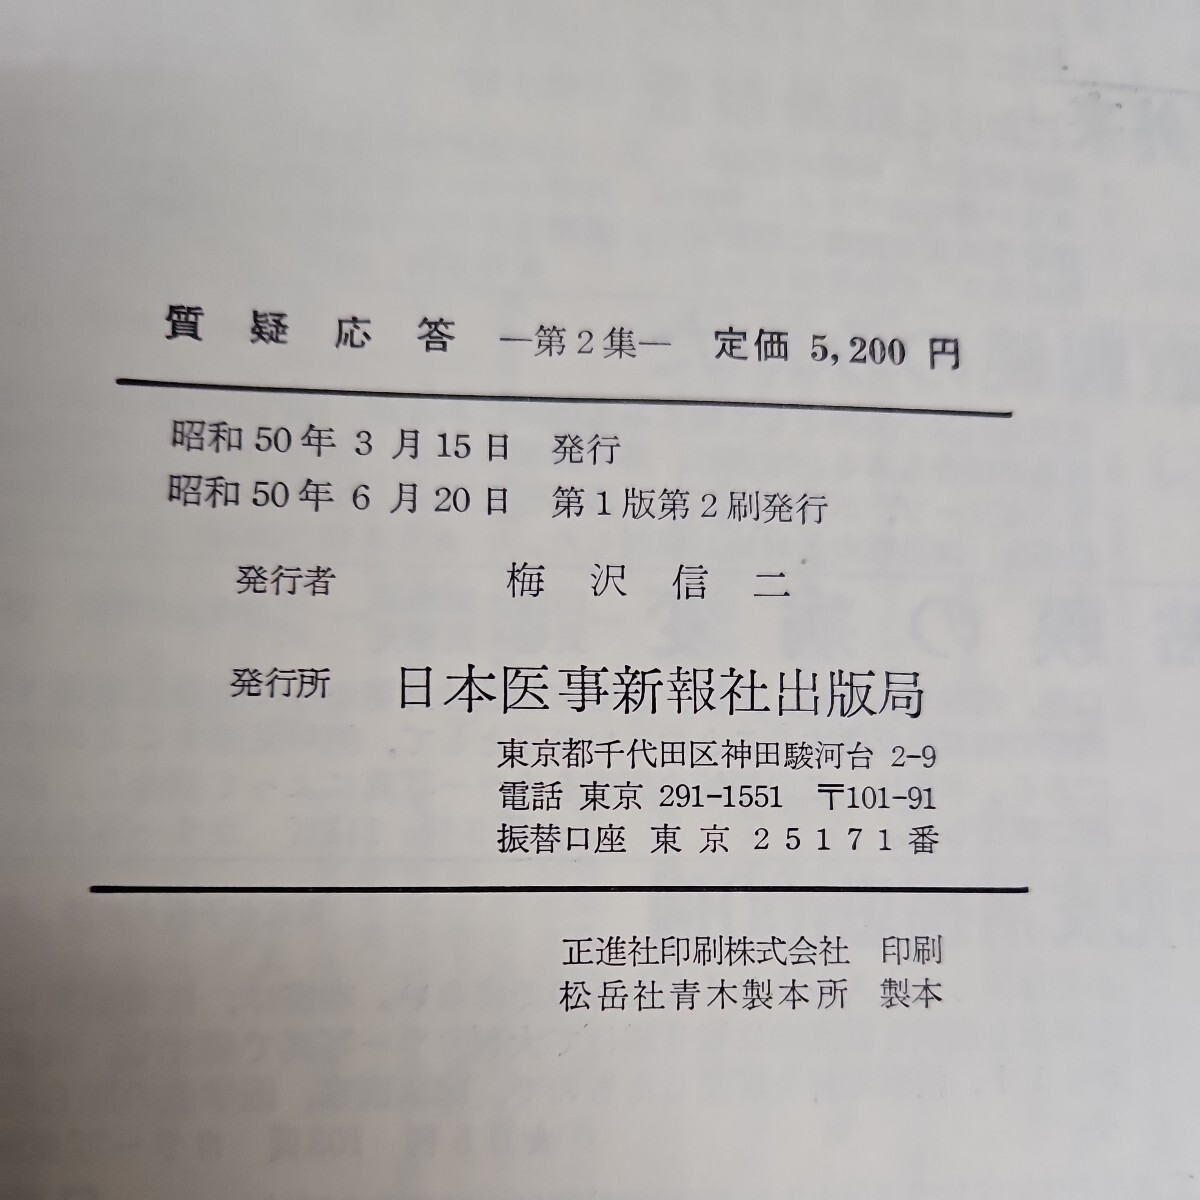 質疑応答 ―第2集― 定価 5,200 円
昭和50年3月15日 発行
昭和50年6月20日 第1版第2刷発行
発行者 梅沢信二
発行所 日本医事新報社出版局
東京都千代田区神田駿河台 2-9
電話 東京 291-1551 〒101-91
振替口座 東京 25171番
正進社印刷株式会社 印刷
松岳社青木製本所 製本